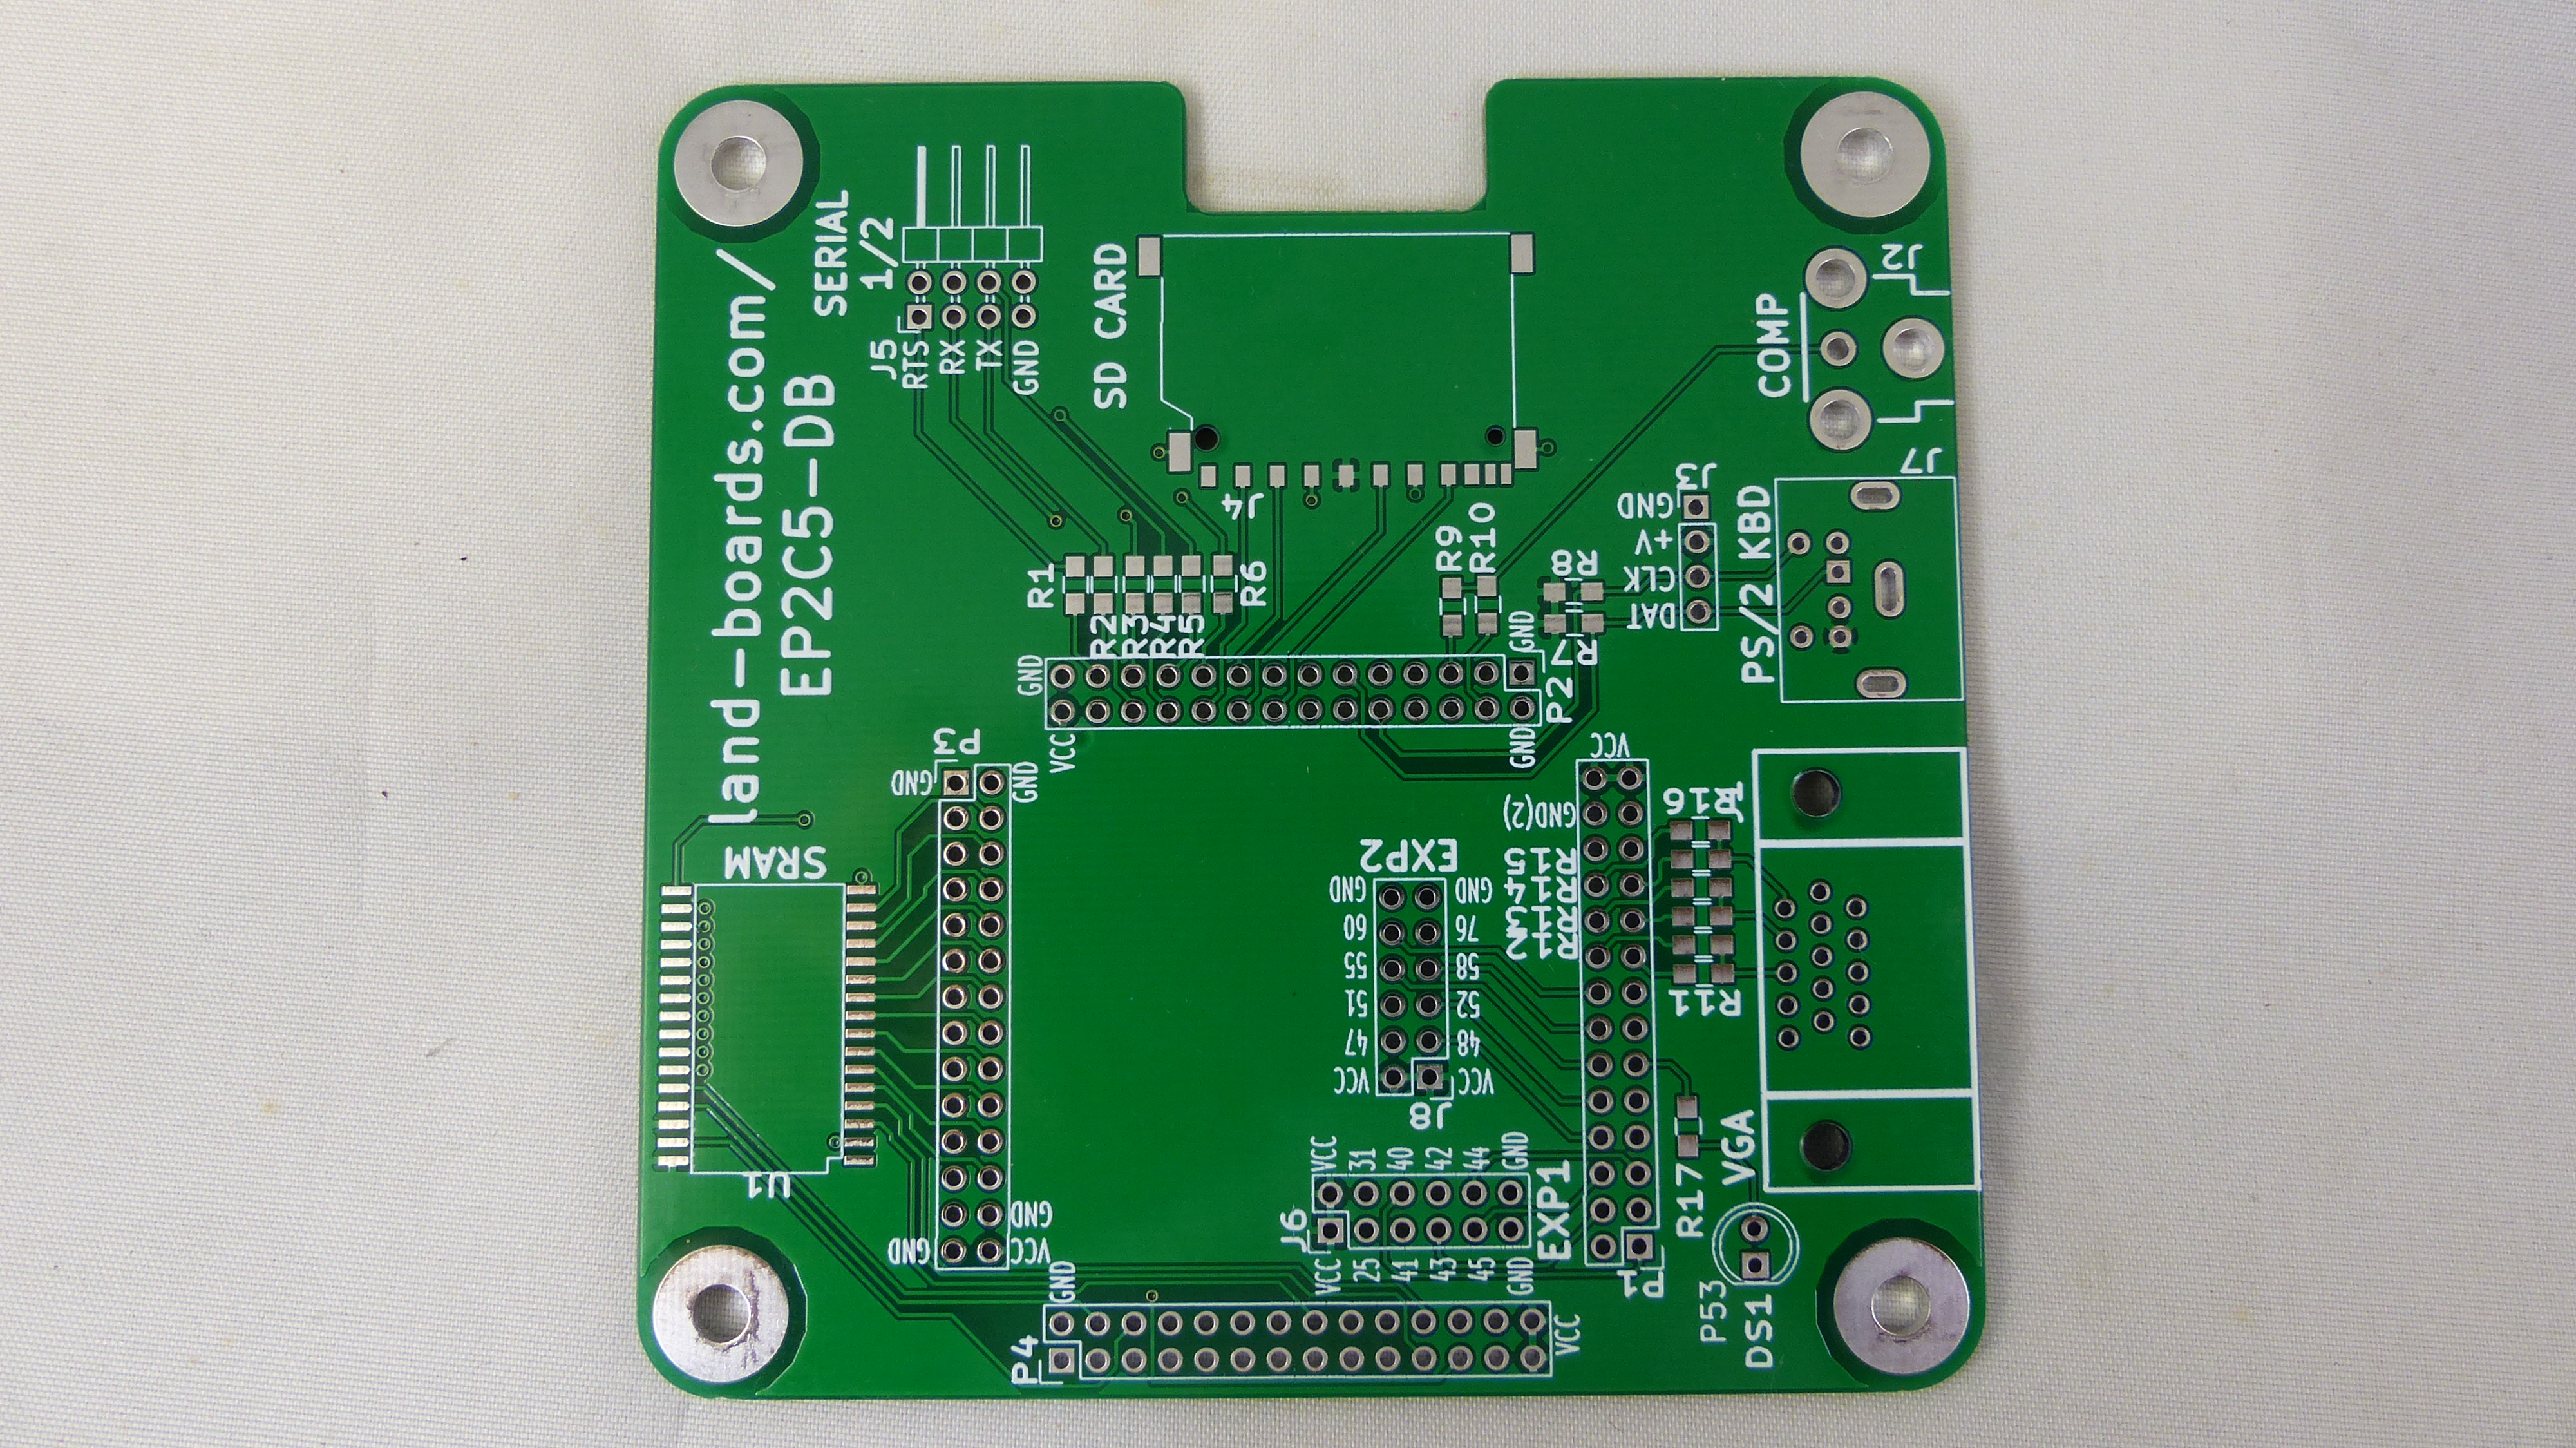 land-boards.com/
EP2C5-DB
SERIAL
1/2
J5
RTS
RX
TX
GND
SD CARD
J4
COMP
J2
J7
J3
GND
+V
CLK
DAT
PS/2 KBD
R1
R2
R3
R4
R5
R6
R9
R10
R8
R7
GND
GND
P2
VCC
GND
P3
GND
GND
SRAM
U1
GND
GND
VCC
EXP2
GND
GND
60
76
55
58
51
52
47
48
VCC
VCC
J8
VCC
GND(2)
R16
R15
R14
R11
R17
VGA
P1
EXP1
J6
VCC
31
40
42
44
GND
VCC
25
41
43
45
GND
P53
DS1
GND
P4
VCC